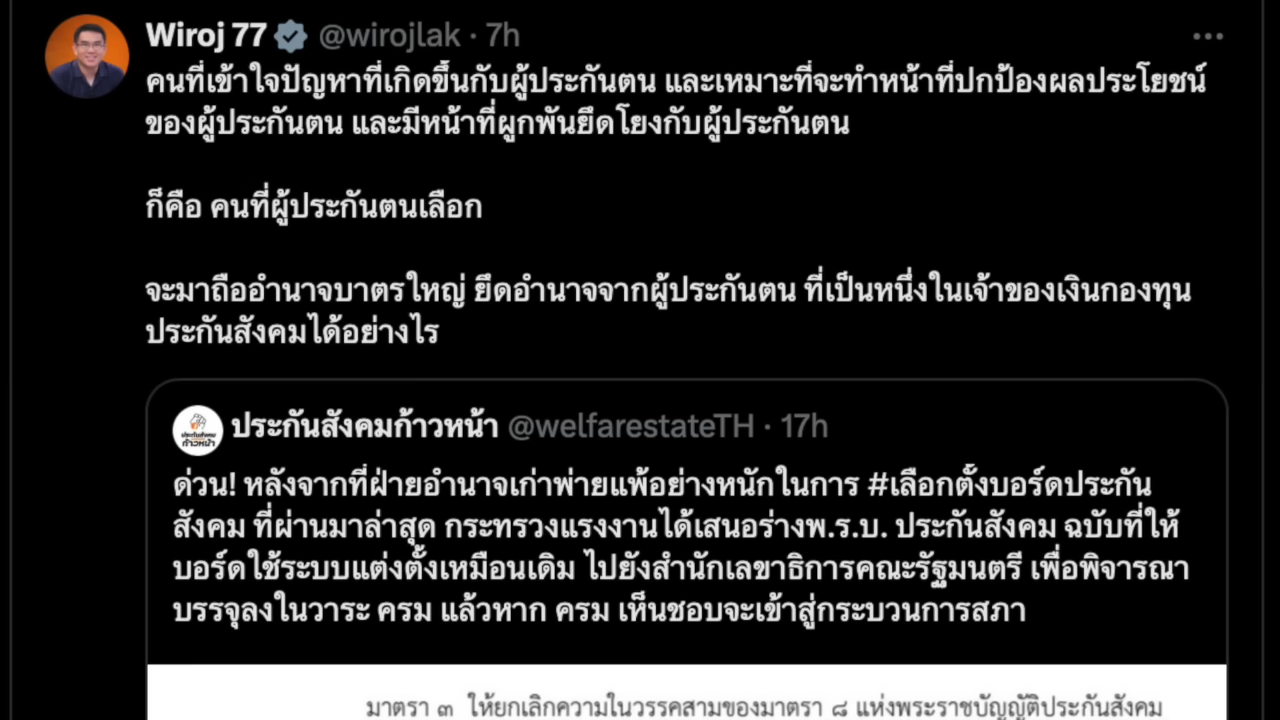 Wiroj 77 @wirojlak · 7h
คนที่เข้าใจปัญหาที่เกิดขึ้นกับผู้ประกันตน และเหมาะที่จะทำหน้าที่ปกป้องผลประโยชน์
ของผู้ประกันตน และมีหน้าที่ผูกพันยึดโยงกับผู้ประกันตน
ก็คือ คนที่ผู้ประกันตนเลือก
จะมาถืออำนาจบาตรใหญ่ ยึดอำนาจจากผู้ประกันตน ที่เป็นหนึ่งในเจ้าของเงินกองทุน
ประกันสังคมได้อย่างไร
ประกันสังคมก้าวหน้า @welfarestateTH · 17h
ประกันสังคม
ก้าวหน้า
ด่วน! หลังจากที่ฝ่ายอำนาจเก่าพ่ายแพ้อย่างหนักในการ #เลือกตั้งบอร์ดประกัน
สังคม ที่ผ่านมาล่าสุด กระทรวงแรงงานได้เสนอร่างพ.ร.บ. ประกันสังคม ฉบับที่ให้
บอร์ดใช้ระบบแต่งตั้งเหมือนเดิม ไปยังสำนักเลขาธิการคณะรัฐมนตรี เพื่อพิจารณา
บรรจุลงในวาระ ครม แล้วหาก ครม เห็นชอบจะเข้าสู่กระบวนการสภา
มาตรา ๓ ให้ยกเลิกความในวรรคสามของมาตรา ๘ แห่งพระราชบัญญัติประกันสังคม